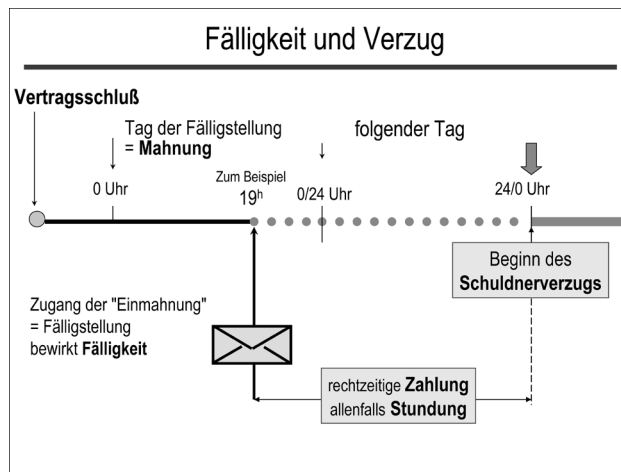 Fälligkeit und Verzug
Vertragsschluß
Tag der Fälligstellung
= Mahnung
folgender Tag
0 Uhr
Zum Beispiel
19h
0/24 Uhr
24/0 Uhr
Beginn des
Schuldnerverzugs
Zugang der "Einmahnung"
= Fälligstellung
bewirkt Fälligkeit
rechtzeitige Zahlung
allenfalls Stundung